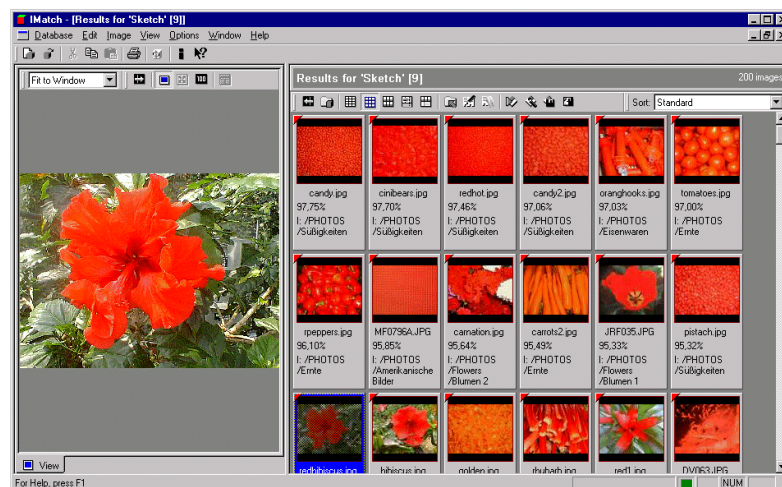 IMatch - [Results for 'Sketch' [9]]
Database Edit Image View Options Window Help
Fit to Window
100
Results for 'Sketch' [9]
200 images
Sort: Standard
candy.jpg
97,75%
I: /PHOTOS
/Süßigkeiten
cinibears.jpg
97,70%
I: /PHOTOS
/Süßigkeiten
redhot.jpg
97,46%
I: /PHOTOS
/Süßigkeiten
candy2.jpg
97,06%
I: /PHOTOS
/Süßigkeiten
oranghooks.jpg
97,03%
I: /PHOTOS
/Eisenwaren
tomatoes.jpg
97,00%
I: /PHOTOS
/Ernte
rpeppers.jpg
96,10%
I: /PHOTOS
/Ernte
MF0796A.JPG
95,85%
I: /PHOTOS
/Amerikanische
Bilder
carnation.jpg
95,64%
I: /PHOTOS
/Flowers
/Blumen 2
carrots2.jpg
95,49%
I: /PHOTOS
/Ernte
JRF035.JPG
95,33%
I: /PHOTOS
/Flowers
/Blumen 1
pistach.jpg
95,32%
I: /PHOTOS
/Süßigkeiten
redhibiscus.jpg
hibiscus.jpg
golden.jpg
rhubarb.jpg
red1.jpg
DV063.JPG
View
For Help, press F1
NUM